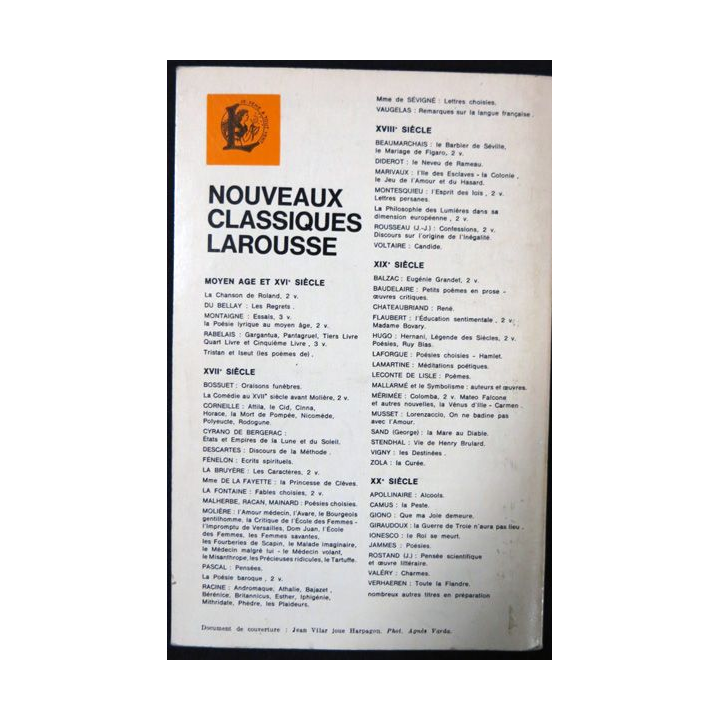 NOUVEAUX
CLASSIQUES
LAROUSSE
MOYEN AGE ET XVIe SIÈCLE
La Chanson de Roland, 2 v.
DU BELLAY : Les Regrets.
MONTAIGNE : Essais, 3 v.
la Poésie lyrique au moyen âge, 2 v.
RABELAIS : Gargantua, Pantagruel, Tiers Livre
Quart Livre et Cinquième Livre , 3 v.
Tristan et Iseut (les poèmes de) .
XVIIe SIÈCLE
BOSSUET : Oraisons funèbres.
La Comédie au XVIIe siècle avant Molière, 2 v.
CORNEILLE : Attila, le Cid, Cinna,
Horace, la Mort de Pompée, Nicomède,
Polyeucte, Rodogune.
CYRANO DE BERGERAC :
États et Empires de la Lune et du Soleil.
DESCARTES : Discours de la Méthode .
FÉNELON : Ecrits spirituels.
LA BRUYÈRE : Les Caractères, 2 v.
Mme DE LA FAYETTE : la Princesse de Clèves.
LA FONTAINE : Fables choisies, 2 v.
MALHERBE, RACAN, MAINARD : Poésies choisies.
MOLIÈRE : l'Amour médecin, l'Avare, le Bourgeois
gentilhomme, la Critique de l'École des Femmes -
l'Impromptu de Versailles, Dom Juan, l'École
des Femmes, les Femmes savantes,
les Fourberies de Scapin, le Malade imaginaire,
le Médecin malgré lui - le Médecin volant,
le Misanthrope, les Précieuses ridicules, le Tartuffe.
PASCAL : Pensées.
La Poésie baroque , 2 v.
RACINE : Andromaque, Athalie, Bajazet ,
Bérénice, Britannicus, Esther, Iphigénie,
Mithridate, Phèdre, les Plaideurs.
Mme de SÉVIGNÉ : Lettres choisies.
VAUGELAS : Remarques sur la langue française .
XVIIIe SIÈCLE
BEAUMARCHAIS : le Barbier de Séville,
le Mariage de Figaro, 2 v.
DIDEROT : le Neveu de Rameau.
MARIVAUX : l'Ile des Esclaves - la Colonie ,
le Jeu de l'Amour et du Hasard.
MONTESQUIEU : l'Esprit des lois , 2 v.
Lettres persanes.
La Philosophie des Lumières dans sa
dimension européenne , 2 v.
ROUSSEAU (J.-J.) : Confessions, 2 v.
Discours sur l'origine de l'Inégalité.
VOLTAIRE : Candide.
XIXe SIÈCLE
BALZAC : Eugénie Grandet, 2 v.
BAUDELAIRE : Petits poèmes en prose -
œuvres critiques.
CHATEAUBRIAND : René.
FLAUBERT : l'Éducation sentimentale , 2 v.
Madame Bovary.
HUGO : Hernani, Légende des Siècles, 2 v.
Poésies, Ruy Blas.
LAFORGUE : Poésies choisies - Hamlet.
LAMARTINE : Méditations poétiques.
LECONTE DE LISLE : Poèmes.
MALLARMÉ et le Symbolisme : auteurs et œuvres.
MÉRIMÉE : Colomba, 2 v. Mateo Falcone
et autres nouvelles, la Vénus d'Ille - Carmen .
MUSSET : Lorenzaccio, On ne badine pas
avec l'Amour.
SAND (George) : la Mare au Diable.
STENDHAL : Vie de Henry Brulard.
VIGNY : les Destinées .
ZOLA : la Curée.
XXe SIÈCLE
APOLLINAIRE : Alcools.
CAMUS : la Peste.
GIONO : Que ma Joie demeure.
GIRAUDOUX : la Guerre de Troie n'aura pas lieu .
IONESCO : le Roi se meurt.
JAMMES : Poésies.
ROSTAND (J.) : Pensée scientifique
et œuvre littéraire.
VALÉRY : Charmes.
VERHAEREN : Toute la Flandre.
nombreux autres titres en préparation
Document de couverture : Jean Vilar joue Harpagon. Phot. Agnès Varda.